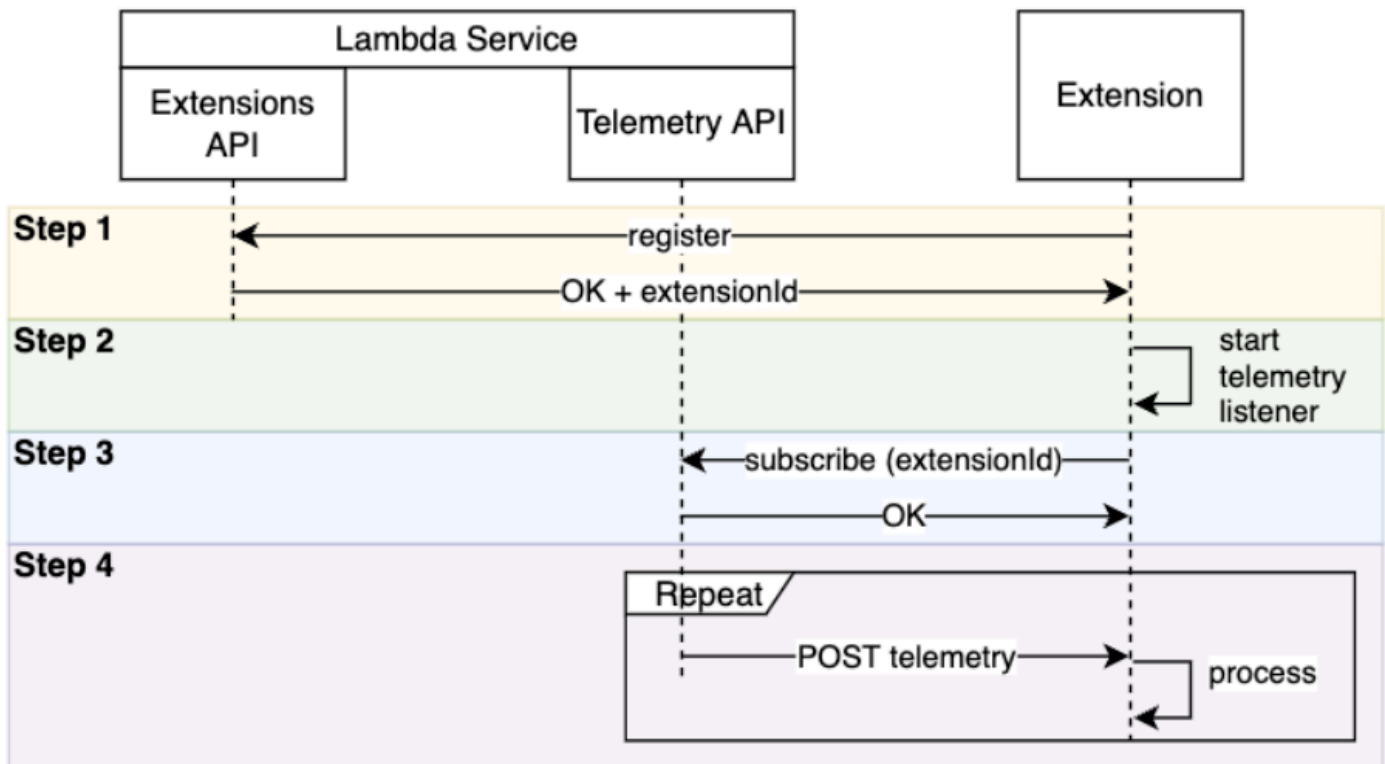 Lambda Service
Extensions
API
Telemetry API
Extension
Step 1
register
OK + extensionId
Step 2
start
telemetry
listener
Step 3
subscribe (extensionId)
OK
Step 4
Repeat
POST telemetry
process